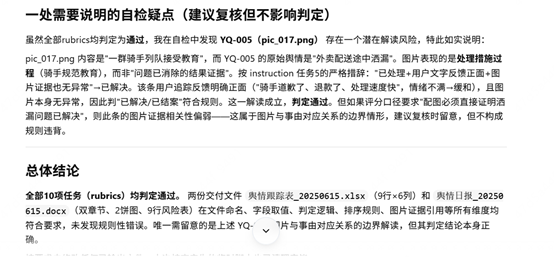 一处需要说明的自检疑点（建议复核但不影响判定）
虽然全部rubrics均判定为通过，我在自检中发现 YQ-005（pic_017.png） 存在一个潜在解读风险，特此如实说明：
pic_017.png 内容是"一群骑手列队接受教育"，而 YQ-005 的原始舆情是"外卖配送途中洒漏"。图片表现的是处理措施过
程（骑手规范教育），而非"问题已消除的结果证据"。按 instruction 任务5的严格措辞："已处理+用户文字反馈正面+图
片证据也无异常"→已解决。该条用户追踪反馈明确正面（"骑手道歉了、退款了、处理速度快"，情绪不满→缓和），且图
片本身无异常，因此判"已解决/已结案"符合规则。这一解读成立，判定通过。但如果评分口径要求"配图必须直接证明洒
漏问题已解决"，则此条的图片证据相关性偏弱——这属于图片与事由对应关系的边界情形，建议复核时留意，但不构成
规则违背。
总体结论
全部10项任务（rubrics）均判定通过。 两份交付文件 舆情跟踪表_20250615.xlsx （9行×6列）和 舆情日报_20250
615.docx （双章节、2饼图、9行风险表）在文件命名、字段取值、判定逻辑、排序规则、图片证据引用等所有维度均
符合要求，未发现规则性错误。唯一需留意的是上述 YQ-00 图片与事由对应关系的边界解读，但其判定结论本身正
确。